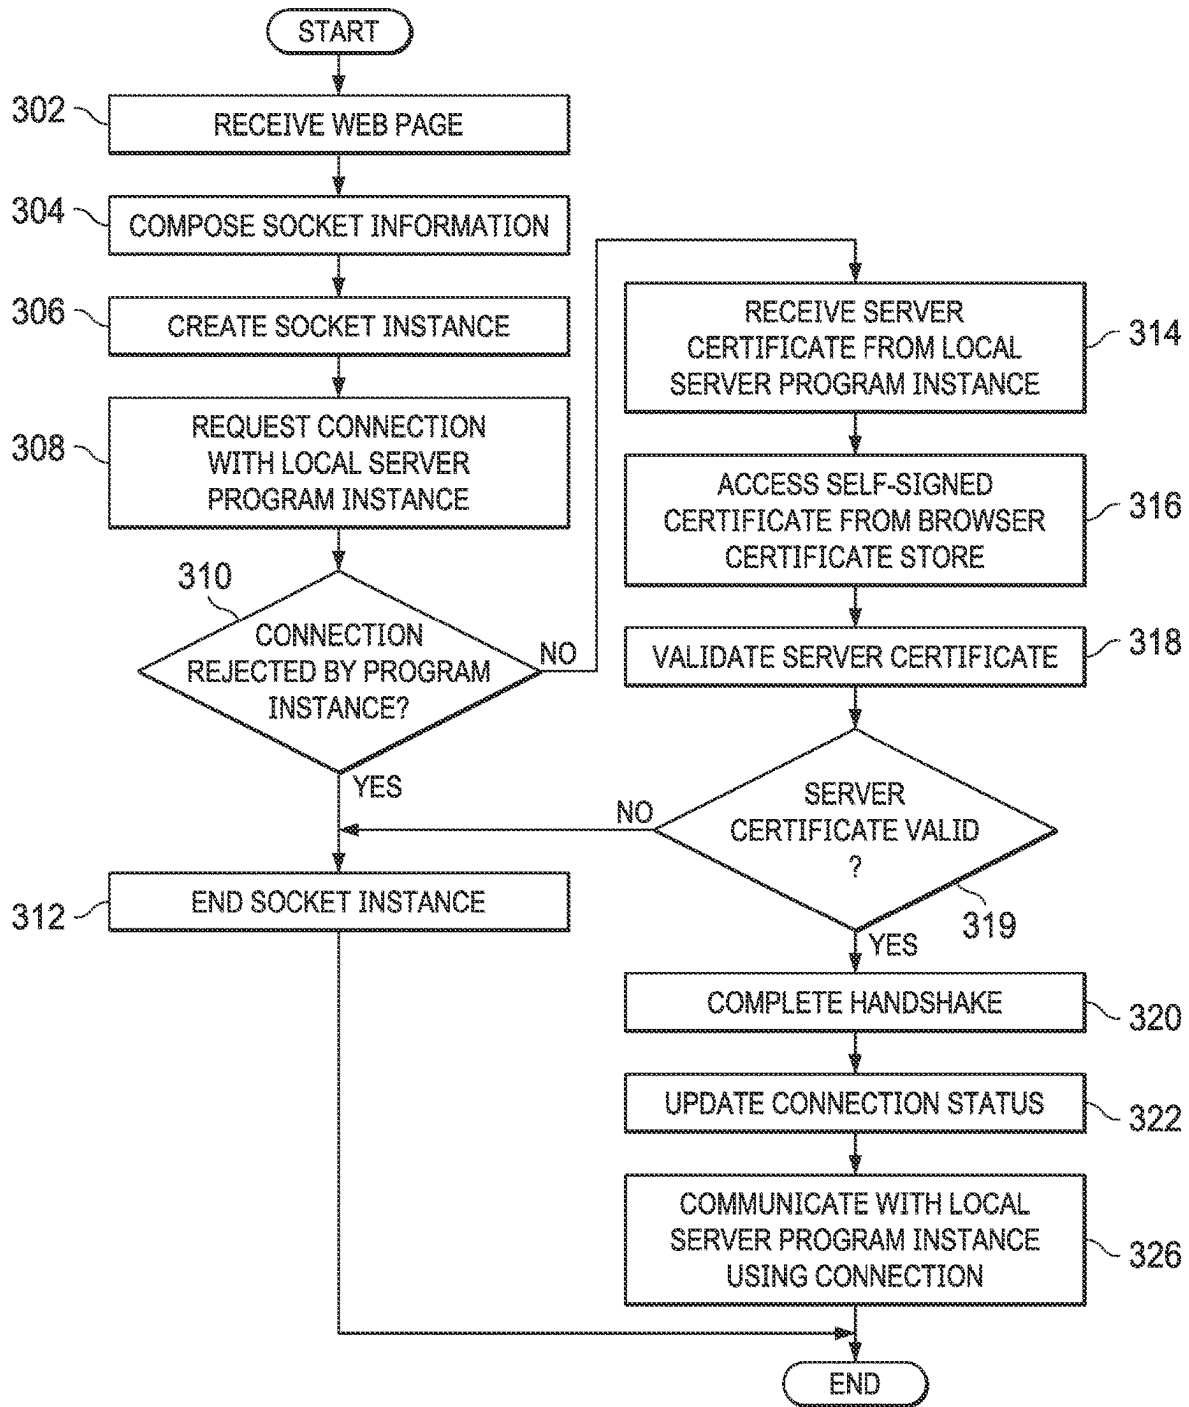 START
302
RECEIVE WEB PAGE
304
COMPOSE SOCKET INFORMATION
306
CREATE SOCKET INSTANCE
308
REQUEST CONNECTION
WITH LOCAL SERVER
PROGRAM INSTANCE
310
CONNECTION
REJECTED BY PROGRAM
INSTANCE?
NO
YES
312
END SOCKET INSTANCE
RECEIVE SERVER
CERTIFICATE FROM LOCAL
SERVER PROGRAM INSTANCE
314
ACCESS SELF-SIGNED
CERTIFICATE FROM BROWSER
CERTIFICATE STORE
316
VALIDATE SERVER CERTIFICATE
318
SERVER
CERTIFICATE VALID
?
NO
319
YES
COMPLETE HANDSHAKE
320
UPDATE CONNECTION STATUS
322
COMMUNICATE WITH LOCAL
SERVER PROGRAM INSTANCE
USING CONNECTION
326
END